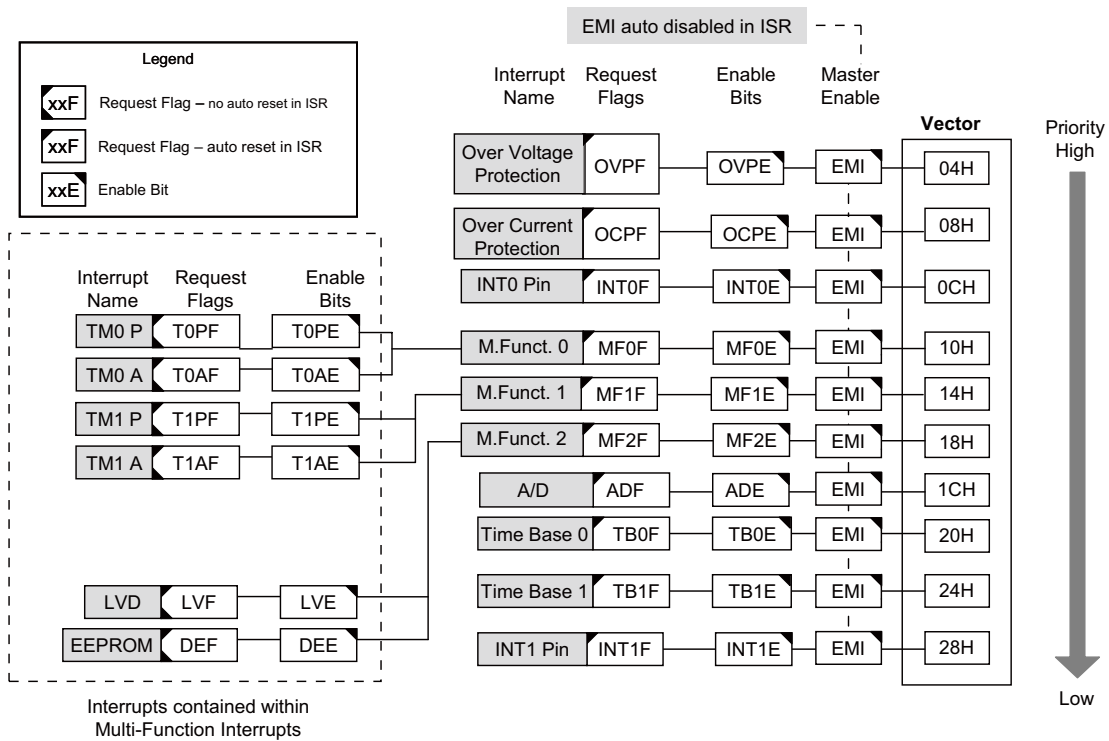 EMI auto disabled in ISR
Legend
xxF Request Flag – no auto reset in ISR
xxF Request Flag – auto reset in ISR
xxE Enable Bit
Interrupt Name
Request Flags
Enable Bits
Master Enable
Vector
Priority High
Over Voltage Protection OVPF OVPE EMI 04H
Over Current Protection OCPF OCPE EMI 08H
INT0 Pin INT0F INT0E EMI 0CH
M.Funct. 0 MF0F MF0E EMI 10H
M.Funct. 1 MF1F MF1E EMI 14H
M.Funct. 2 MF2F MF2E EMI 18H
A/D ADF ADE EMI 1CH
Time Base 0 TB0F TB0E EMI 20H
Time Base 1 TB1F TB1E EMI 24H
INT1 Pin INT1F INT1E EMI 28H
Low
Interrupt Name
Request Flags
Enable Bits
TM0 P T0PF T0PE
TM0 A T0AF T0AE
TM1 P T1PF T1PE
TM1 A T1AF T1AE
LVD LVF LVE
EEPROM DEF DEE
Interrupts contained within
Multi-Function Interrupts